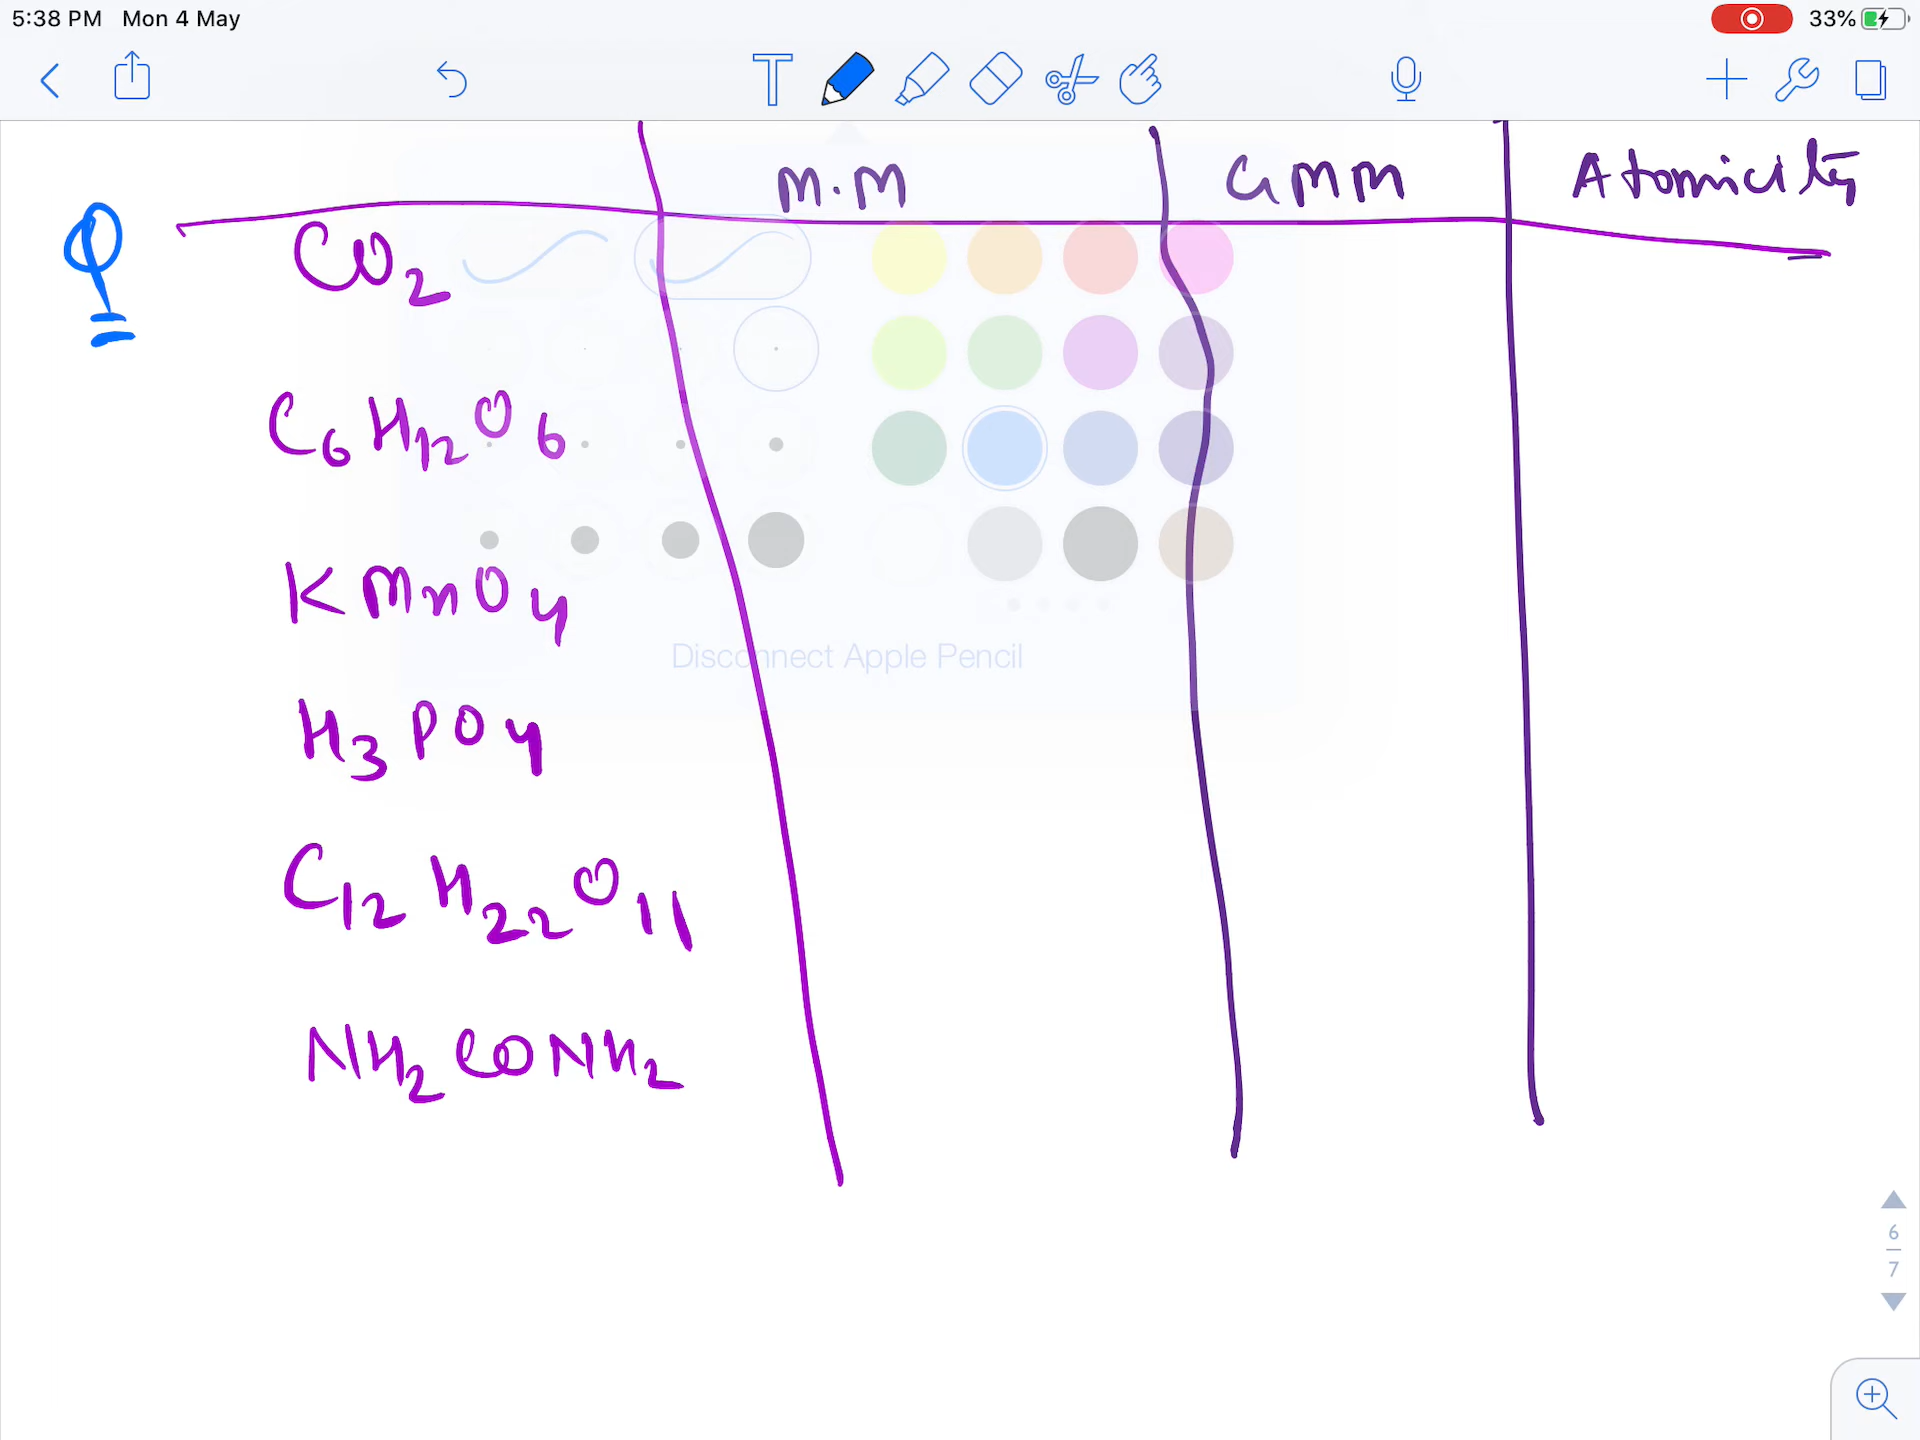 5:38 PM Mon 4 May 33%
T
M.M GMM Atomicity
Q
CO2
C6H12O6
KMnO4
Disconnect Apple Pencil
H3PO4
C12H22O11
NH2CONH2
6
7